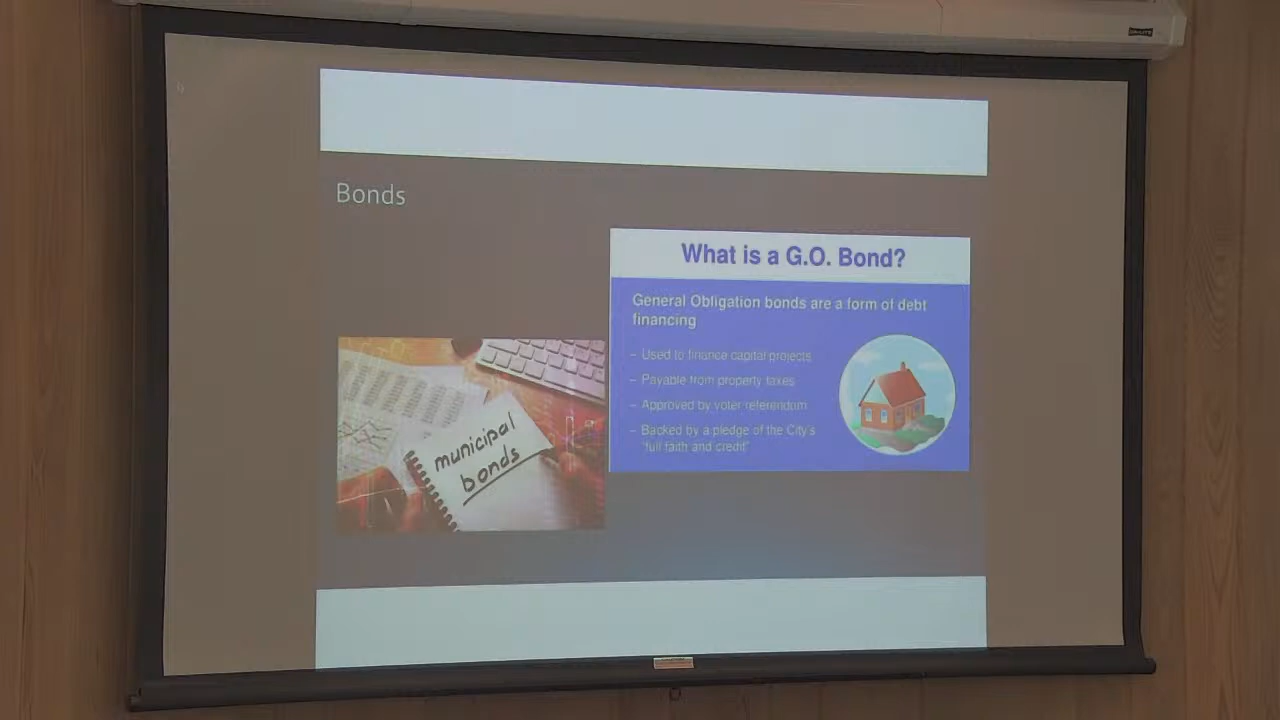 Bonds
What is a G.O. Bond?
General Obligation bonds are a form of debt
financing
– Used to finance capital projects
– Payable from property taxes
– Approved by voter referendum
– Backed by a pledge of the City's
"full faith and credit"
municipal
bonds